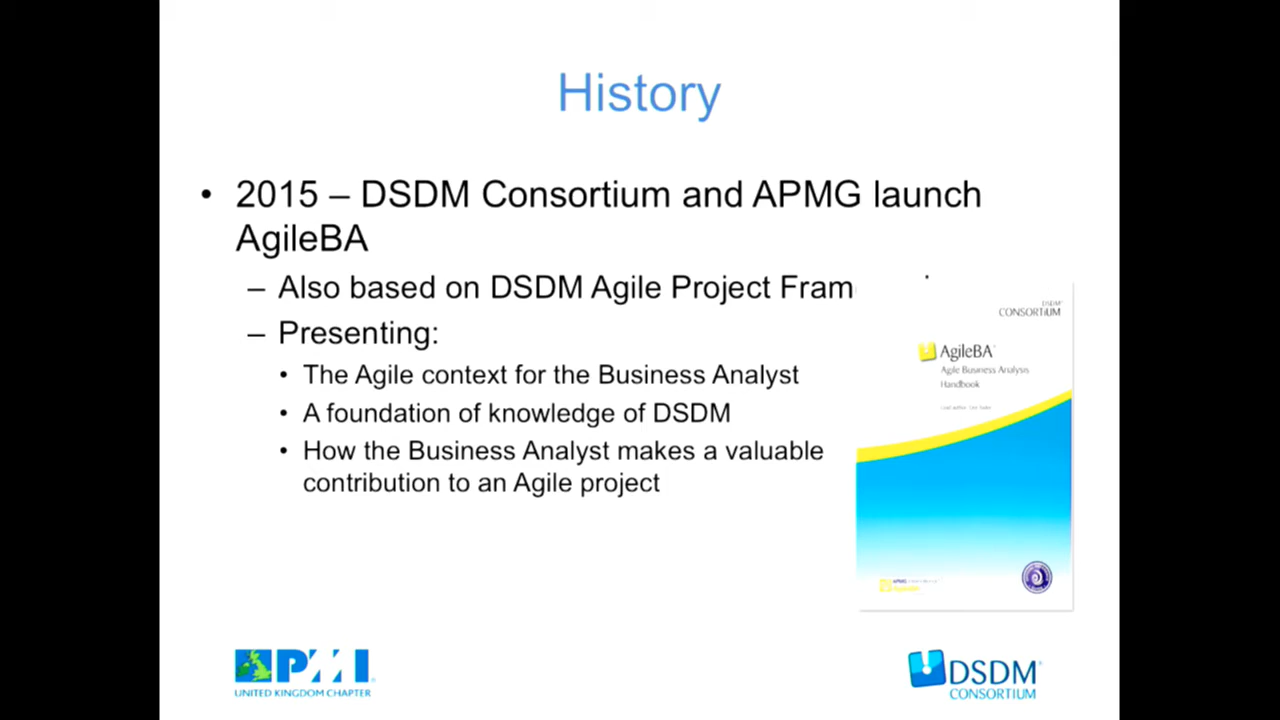 History
• 2015 – DSDM Consortium and APMG launch
AgileBA
– Also based on DSDM Agile Project Fram
– Presenting:
• The Agile context for the Business Analyst
• A foundation of knowledge of DSDM
• How the Business Analyst makes a valuable
contribution to an Agile project
DSDM
CONSORTIUM
AgileBA
Agile Business Analysis
Handbook
APMG
PMI
UNITED KINGDOM CHAPTER
DSDM
CONSORTIUM